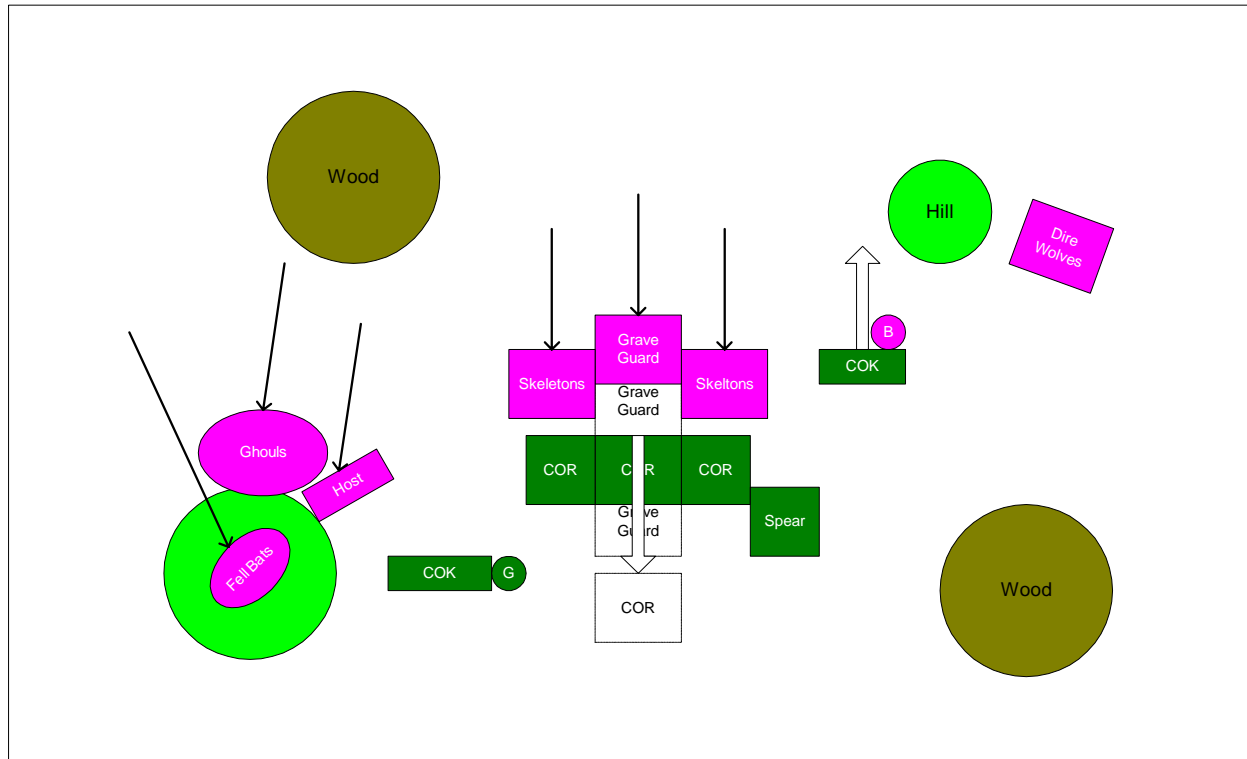 Wood
Hill
Dire
Wolves
B
Grave
Guard
Skeletons
Skeltons
COK
Grave
Guard
Ghouls
Host
COR
COR
COR
Grave
Guard
Spear
Fell Bats
COK
G
COR
Wood